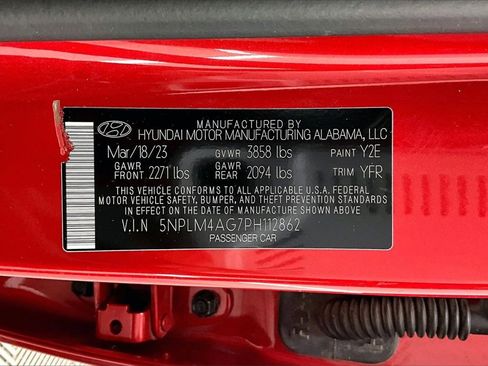 MANUFACTURED BY
HYUNDAI MOTOR MANUFACTURING ALABAMA, LLC
Mar/18/23 GVWR 3858 lbs PAINT Y2E
GAWR FRONT 2271 lbs GAWR REAR 2094 lbs TRIM YFR
THIS VEHICLE CONFORMS TO ALL APPLICABLE U.S.A. FEDERAL
MOTOR VEHICLE SAFETY, BUMPER, AND THEFT PREVENTION STANDARDS
IN EFFECT ON THE DATE OF MANUFACTURE SHOWN ABOVE.
V.I.N 5NPLM4AG7PH112862
PASSENGER CAR